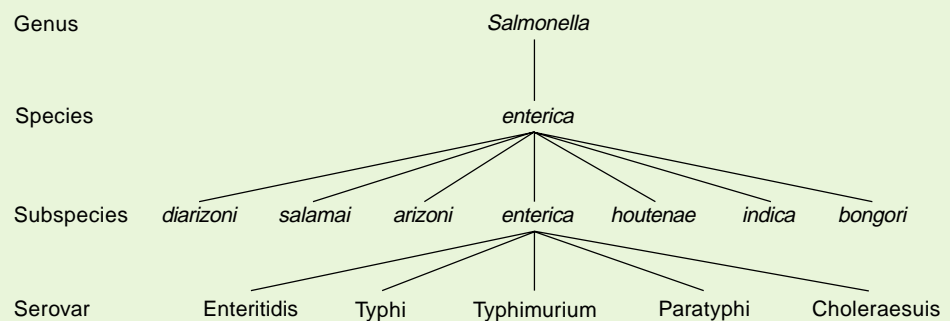 Genus Salmonella
Species enterica
Subspecies diarizoni salamai arizoni enterica houtenae indica bongori
Serovar Enteritidis Typhi Typhimurium Paratyphi Choleraesuis